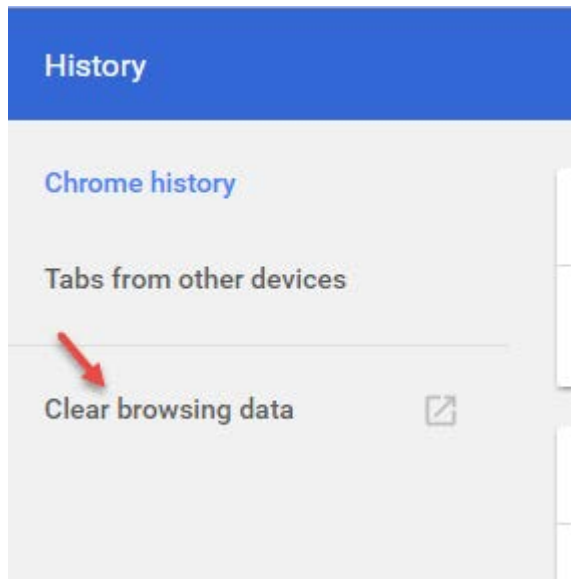 History
Chrome history
Tabs from other devices
Clear browsing data